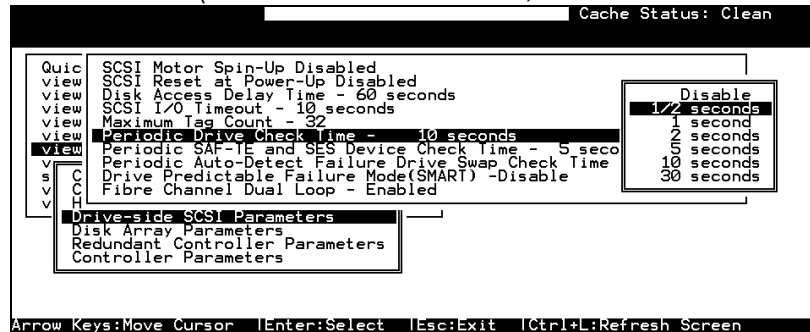 Cache Status: Clean
Quic
view
view
view
view
view
view
v
s
v
v
SCSI Motor Spin-Up Disabled
SCSI Reset at Power-Up Disabled
Disk Access Delay Time - 60 seconds
SCSI I/O Timeout - 10 seconds
Maximum Tag Count - 32
Periodic Drive Check Time -    10 seconds
Periodic SAF-TE and SES Device Check Time -  5 seco
Periodic Auto-Detect Failure Drive Swap Check Time
Drive Predictable Failure Mode(SMART) -Disable
Fibre Channel Dual Loop - Enabled
Disable
1/2 seconds
1 second
2 seconds
5 seconds
10 seconds
30 seconds
C
C
H
Drive-side SCSI Parameters
Disk Array Parameters
Redundant Controller Parameters
Controller Parameters
Arrow Keys:Move Cursor |Enter:Select |Esc:Exit |Ctrl+L:Refresh Screen